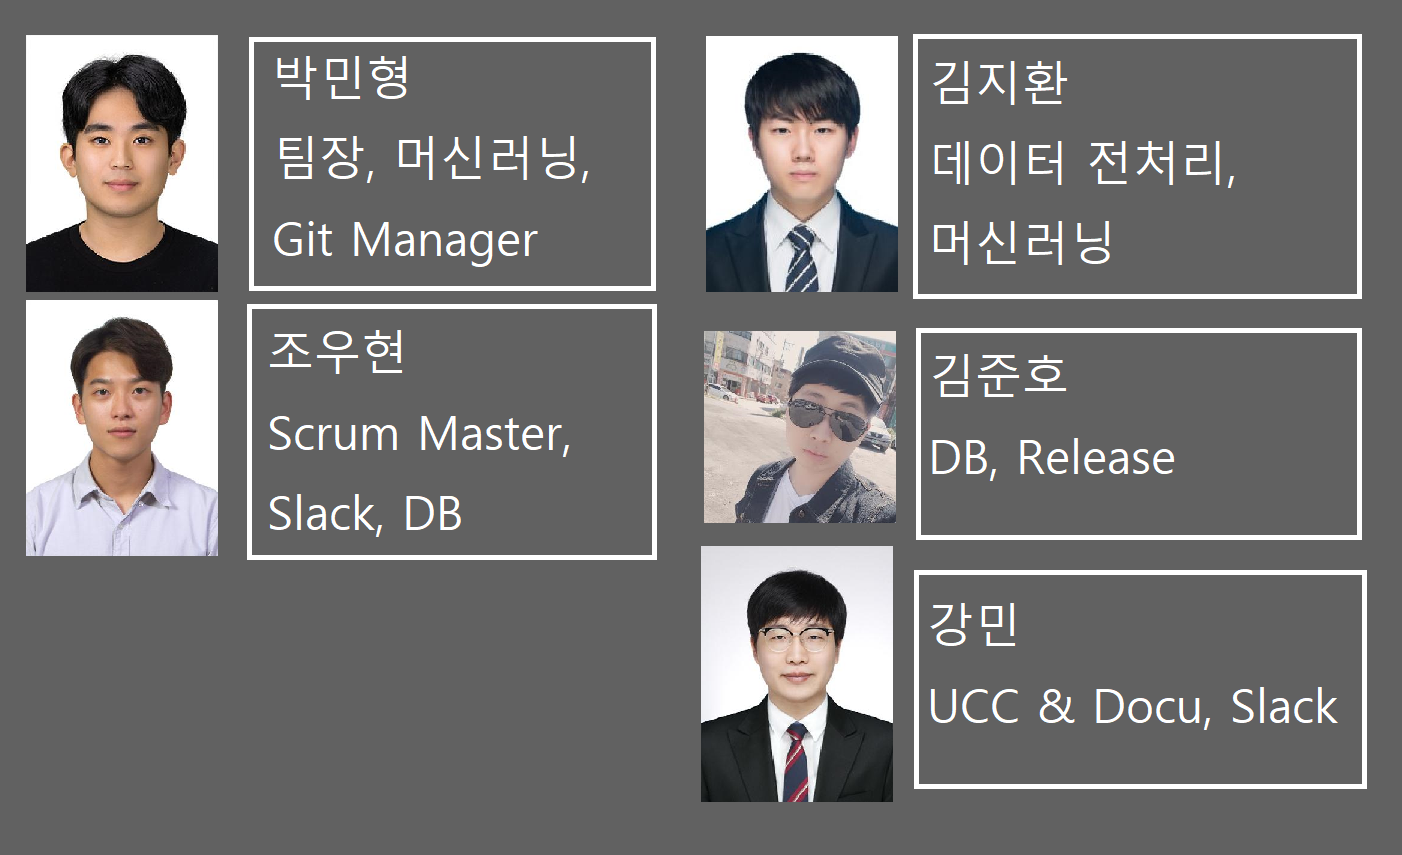 박민형
팀장, 머신러닝,
Git Manager
조우현
Scrum Master,
Slack, DB
김지환
데이터 전처리,
머신러닝
김준호
DB, Release
강민
UCC & Docu, Slack